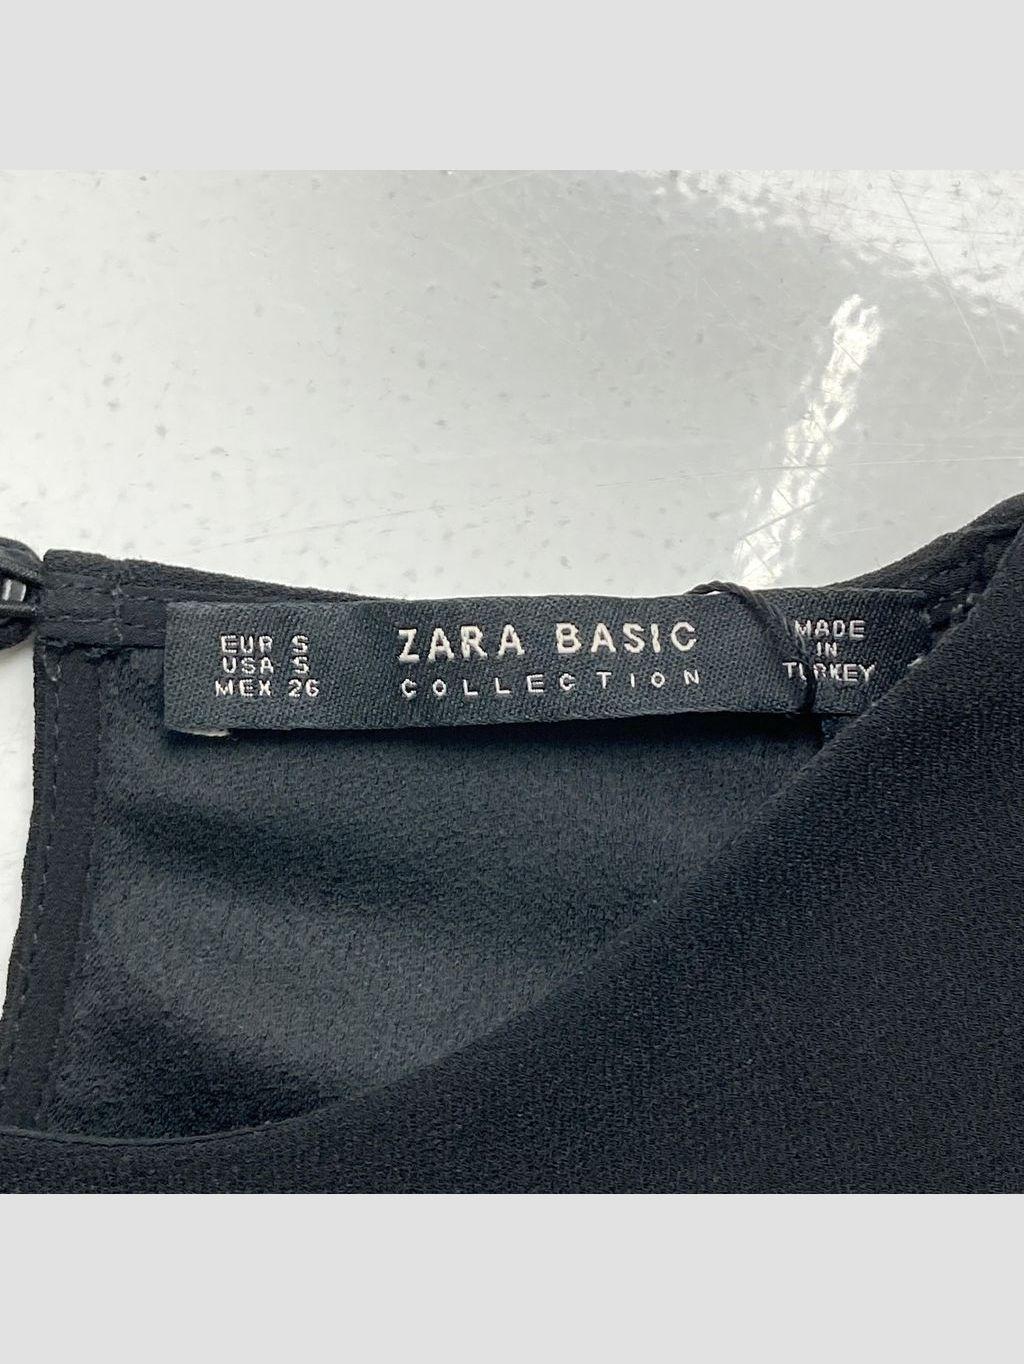 EUR S
USA S
MEX 26
ZARA BASIC
COLLECTION
MADE
IN
TURKEY